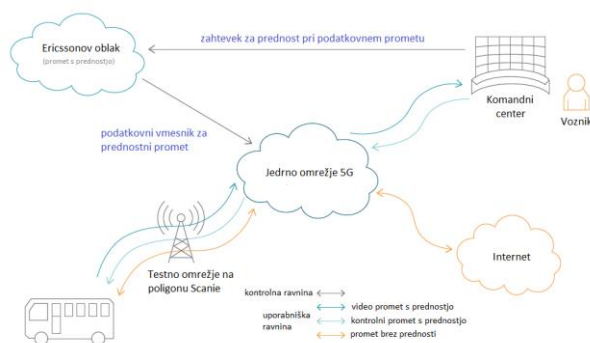 zahtevek za prednost pri podatkovnem prometu
Ericssonov oblak
(promet s prednostjo)
Komandni
center
Voznik
podatkovni vmesnik za
prednostni promet
Jedrno omrežje 5G
Testno omrežje na
poligonu Scanie
Internet
kontrolna ravnina
uporabniška
ravnina
video promet s prednostjo
kontrolni promet s prednostjo
promet brez prednosti